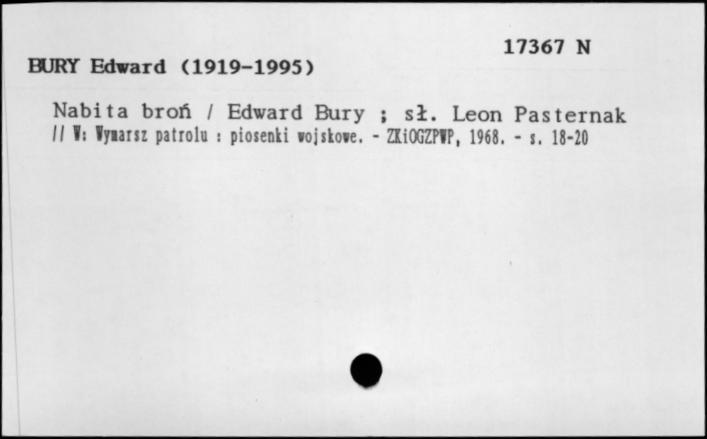 17367 N
BURY Edward (1919-1995)
Nabita broń / Edward Bury ; sł. Leon Pasternak
// W: Wymarsz patrolu : piosenki wojskowe. - ZKiOGZPWP, 1968. - s. 18-20